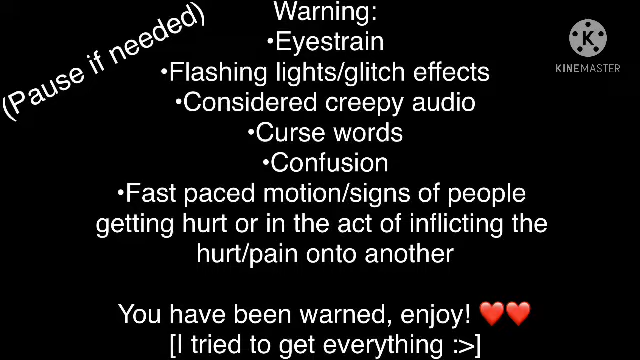 (Pause if needed)
Warning:
•Eyestrain
•Flashing lights/glitch effects
•Considered creepy audio
•Curse words
•Confusion
•Fast paced motion/signs of people
getting hurt or in the act of inflicting the
hurt/pain onto another
You have been warned, enjoy! ❤️❤️
[I tried to get everything :>]
K
KINEMASTER